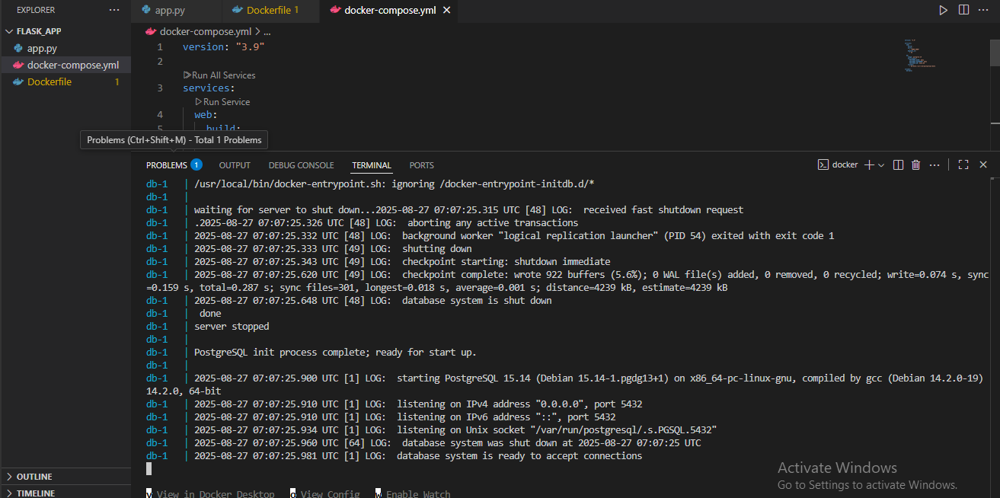 EXPLORER
···
app.py
Dockerfile 1
docker-compose.yml
FLASK_APP
app.py
docker-compose.yml
Dockerfile 1
docker-compose.yml > ...
1 version: "3.9"
2
Run All Services
3 services:
Run Service
4 web:
5 build:
Problems (Ctrl+Shift+M) - Total 1 Problems
PROBLEMS 1 OUTPUT DEBUG CONSOLE TERMINAL PORTS
docker
db-1 | /usr/local/bin/docker-entrypoint.sh: ignoring /docker-entrypoint-initdb.d/*
db-1 |
db-1 | waiting for server to shut down...2025-08-27 07:07:25.315 UTC [48] LOG:  received fast shutdown request
db-1 | .2025-08-27 07:07:25.326 UTC [48] LOG:  aborting any active transactions
db-1 | 2025-08-27 07:07:25.332 UTC [48] LOG:  background worker "logical replication launcher" (PID 54) exited with exit code 1
db-1 | 2025-08-27 07:07:25.333 UTC [49] LOG:  shutting down
db-1 | 2025-08-27 07:07:25.343 UTC [49] LOG:  checkpoint starting: shutdown immediate
db-1 | 2025-08-27 07:07:25.620 UTC [49] LOG:  checkpoint complete: wrote 922 buffers (5.6%); 0 WAL file(s) added, 0 removed, 0 recycled; write=0.074 s, sync
=0.159 s, total=0.287 s; sync files=301, longest=0.018 s, average=0.001 s; distance=4239 kB, estimate=4239 kB
db-1 | 2025-08-27 07:07:25.648 UTC [48] LOG:  database system is shut down
db-1 | done
db-1 | server stopped
db-1 |
db-1 | PostgreSQL init process complete; ready for start up.
db-1 |
db-1 | 2025-08-27 07:07:25.900 UTC [1] LOG:  starting PostgreSQL 15.14 (Debian 15.14-1.pgdg13+1) on x86_64-pc-linux-gnu, compiled by gcc (Debian 14.2.0-19)
14.2.0, 64-bit
db-1 | 2025-08-27 07:07:25.910 UTC [1] LOG:  listening on IPv4 address "0.0.0.0", port 5432
db-1 | 2025-08-27 07:07:25.910 UTC [1] LOG:  listening on IPv6 address "::", port 5432
db-1 | 2025-08-27 07:07:25.934 UTC [1] LOG:  listening on Unix socket "/var/run/postgresql/.s.PGSQL.5432"
db-1 | 2025-08-27 07:07:25.960 UTC [64] LOG:  database system was shut down at 2025-08-27 07:07:25 UTC
db-1 | 2025-08-27 07:07:25.981 UTC [1] LOG:  database system is ready to accept connections
Activate Windows
Go to Settings to activate Windows.
OUTLINE
TIMELINE
v View in Docker Desktop o View Config w Enable Watch